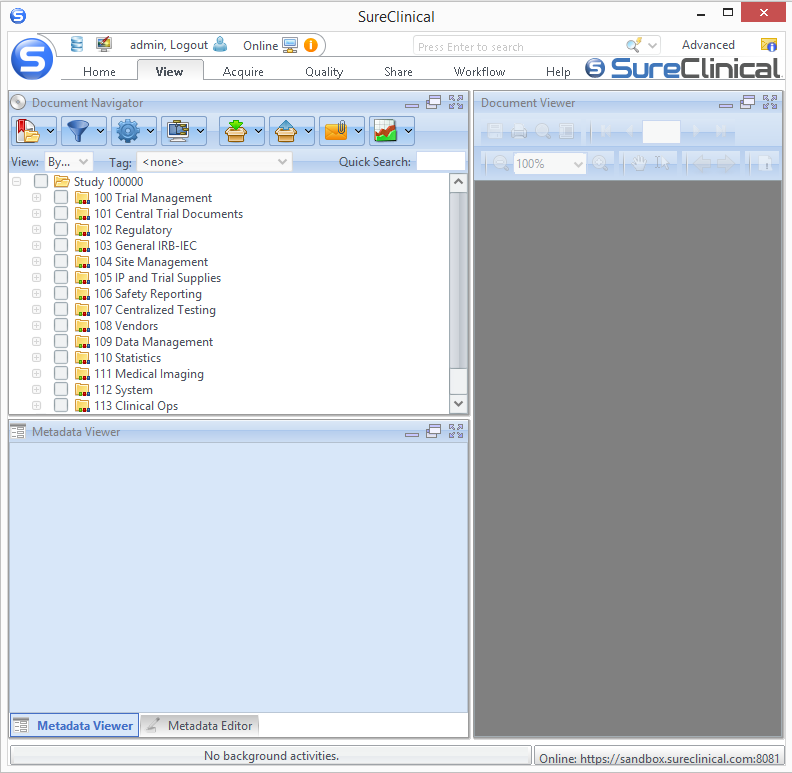 SureClinical
admin, Logout Online Press Enter to search Advanced
Home View Acquire Quality Share Workflow Help SureClinical
Document Navigator
View: By... Tag: <none> Quick Search:
Study 100000
100 Trial Management
101 Central Trial Documents
102 Regulatory
103 General IRB-IEC
104 Site Management
105 IP and Trial Supplies
106 Safety Reporting
107 Centralized Testing
108 Vendors
109 Data Management
110 Statistics
111 Medical Imaging
112 System
113 Clinical Ops
Metadata Viewer
Metadata Viewer Metadata Editor
Document Viewer
100%
No background activities. Online: https://sandbox.sureclinical.com:8081